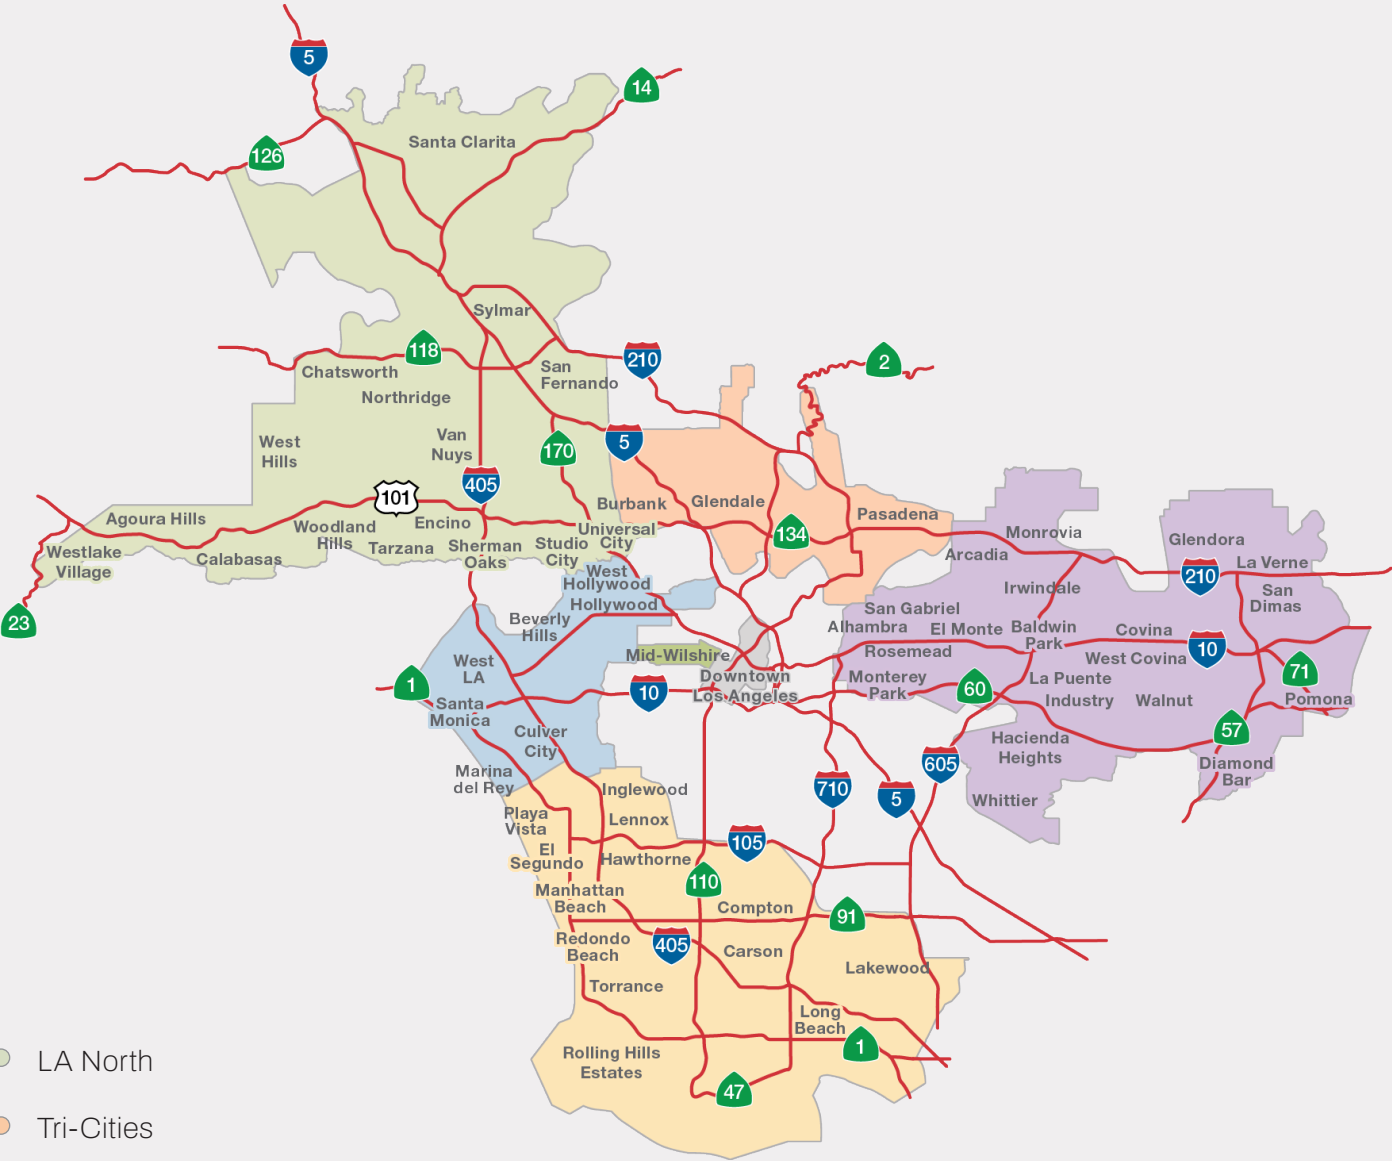 5
14
126
Santa Clarita
Sylmar
118
210
2
Chatsworth
San
Fernando
Northridge
West
Hills
Van
Nuys
170
5
405
101
Burbank
Glendale
Pasadena
134
Agoura Hills
Woodland
Hills
Encino
Universal
City
Monrovia
Glendora
Westlake
Village
Calabasas
Tarzana
Sherman
Oaks
Studio
City
Arcadia
La Verne
210
West
Hollywood
Hollywood
Irwindale
San
Dimas
23
Beverly
Hills
San Gabriel
Alhambra
El Monte
Baldwin
Park
Covina
Rosemead
West Covina
10
Mid-Wilshire
West
LA
Downtown
Los Angeles
Monterey
Park
60
La Puente
71
1
10
Santa
Monica
Industry
Walnut
Pomona
57
Culver
City
Hacienda
Heights
605
Diamond
Bar
Marina
del Rey
Inglewood
710
5
Whittier
Playa
Vista
Lennox
105
El
Segundo
Hawthorne
110
Manhattan
Beach
Compton
91
Redondo
Beach
405
Carson
Lakewood
Torrance
Long
Beach
1
Rolling Hills
Estates
47
LA North
Tri-Cities